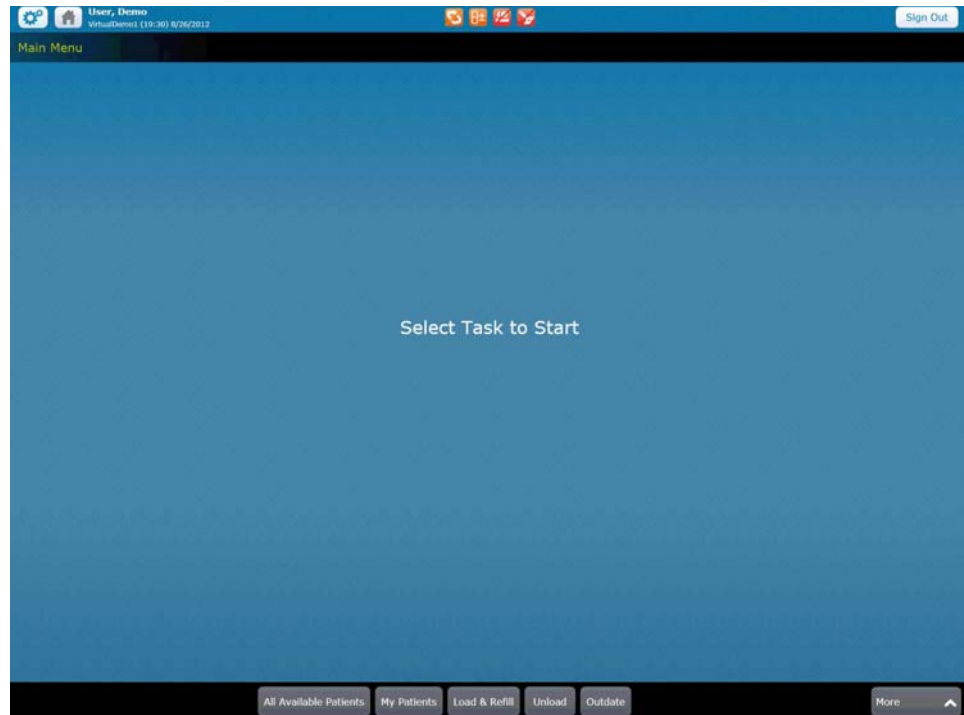 User, Demo
VirtualDemo1 (19:30) 8/26/2012
Sign Out
Main Menu
Select Task to Start
All Available Patients My Patients Load & Refill Unload Outdate More